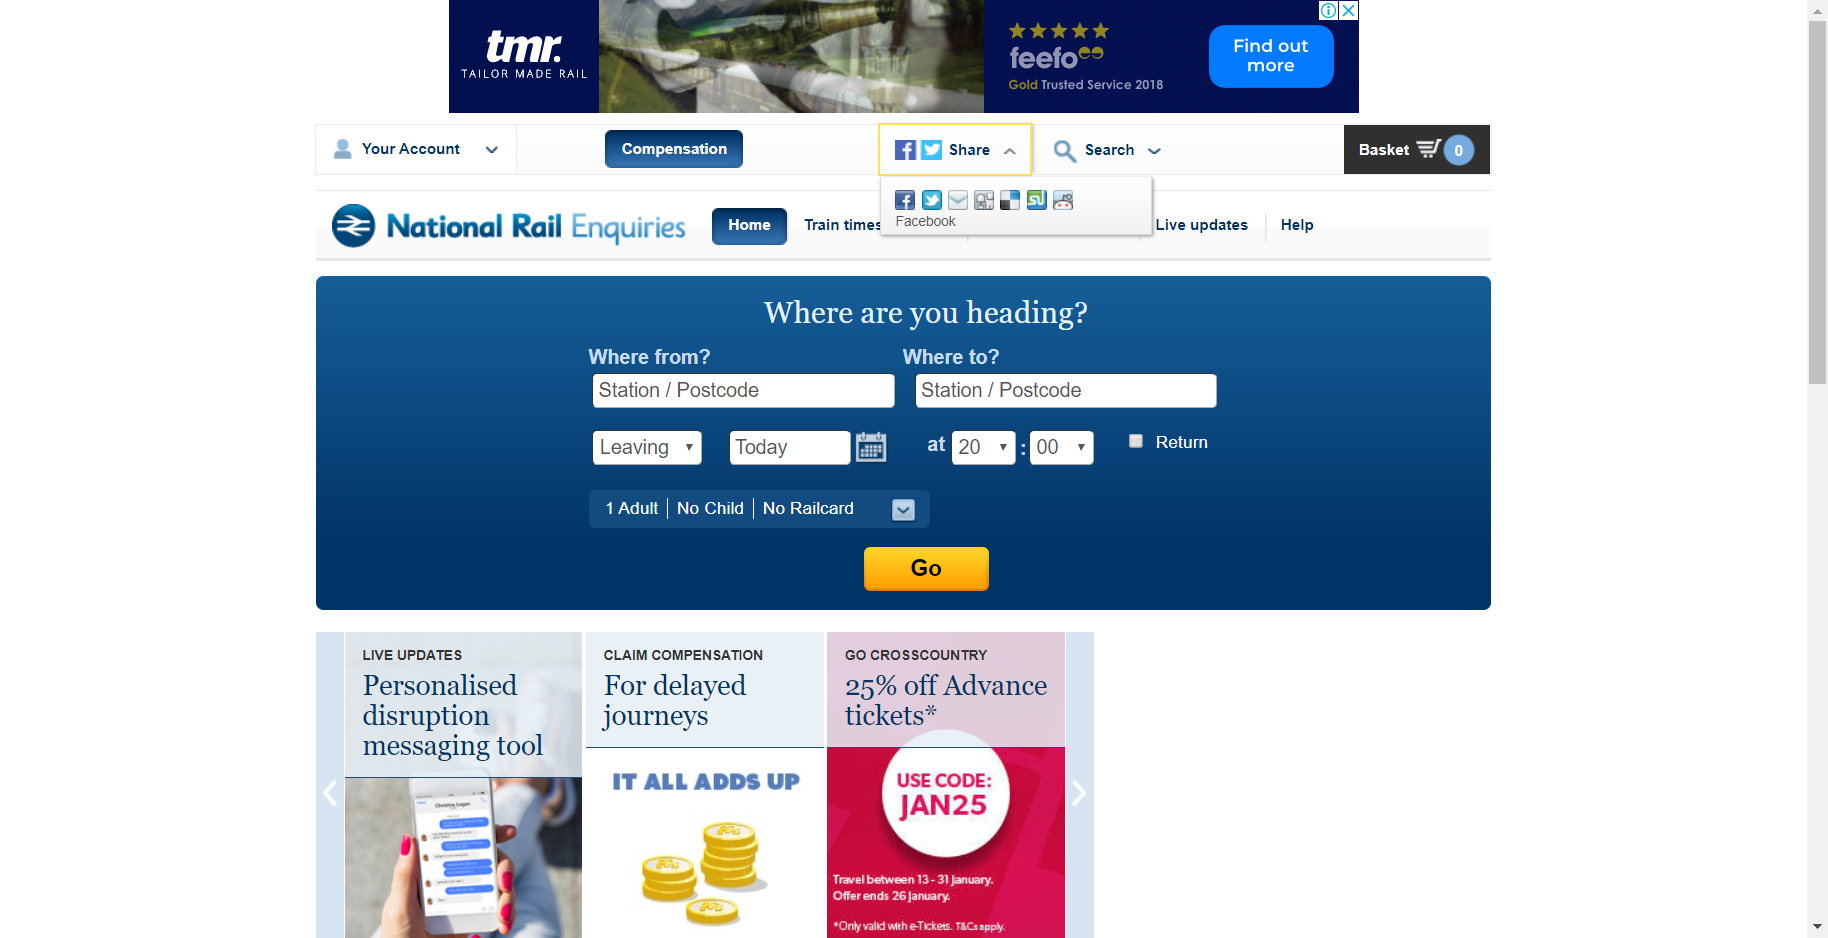 tmr.
TAILOR MADE RAIL
feefo
Gold Trusted Service 2018
Find out
more
Your Account
Compensation
Share
Search
Basket
0
Facebook
National Rail Enquiries
Home
Train times
Live updates
Help
Where are you heading?
Where from?
Where to?
Station / Postcode
Station / Postcode
Leaving
Today
at 20 : 00
Return
1 Adult
No Child
No Railcard
Go
LIVE UPDATES
Personalised
disruption
messaging tool
CLAIM COMPENSATION
For delayed
journeys
IT ALL ADDS UP
GO CROSSCOUNTRY
25% off Advance
tickets*
USE CODE:
JAN25
Travel between 13 - 31 January.
Offer ends 26 January.
*Only valid with e-Tickets. T&Cs apply.